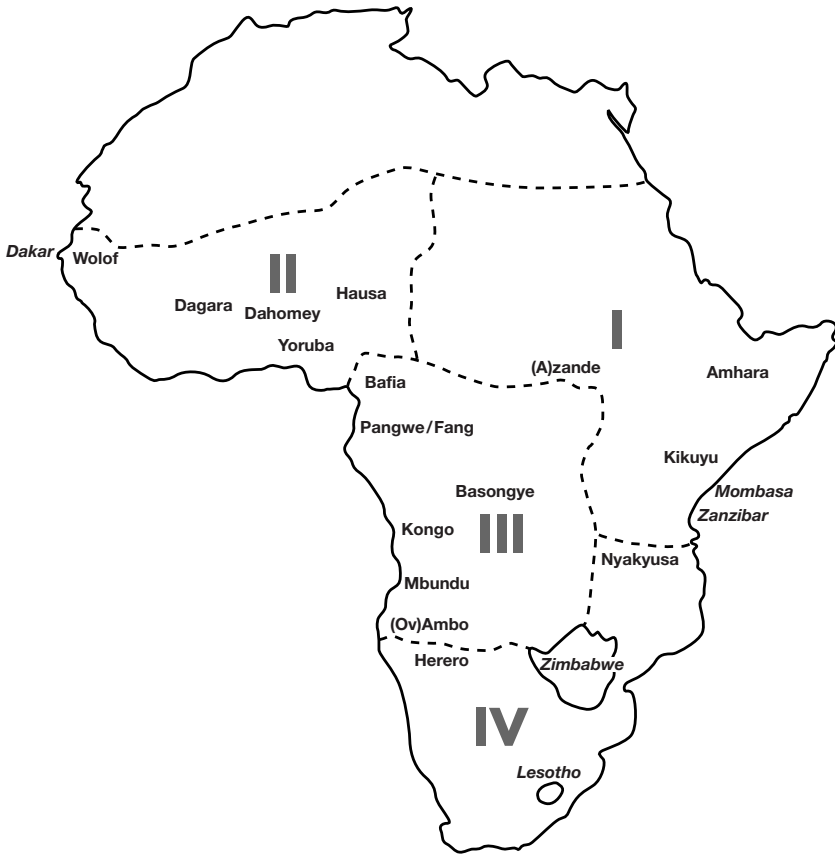 Dakar
Wolof
II
Hausa
Dagara
Dahomey
Yoruba
I
(A)zande
Amhara
Bafia
Pangwe/Fang
Kikuyu
Basongye
Mombasa
Zanzibar
Kongo
III
Nyakyusa
Mbundu
(Ov)Ambo
Herero
Zimbabwe
IV
Lesotho